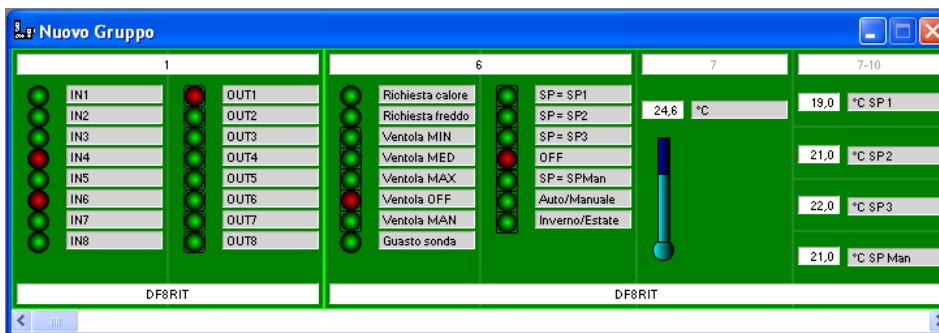 Nuovo Gruppo
1 6 7 7-10
IN1 OUT1 Richiesta calore SP= SP1
IN2 OUT2 Richiesta freddo SP= SP2
IN3 OUT3 Ventola MIN SP= SP3
IN4 OUT4 Ventola MED OFF
IN5 OUT5 Ventola MAX SP= SPMan
IN6 OUT6 Ventola OFF Auto/Manuale
IN7 OUT7 Ventola MAN Inverno/Estate
IN8 OUT8 Guasto sonda
24,6 °C
19,0 °C SP1
21,0 °C SP2
22,0 °C SP3
21,0 °C SP Man
DF8RIT DF8RIT